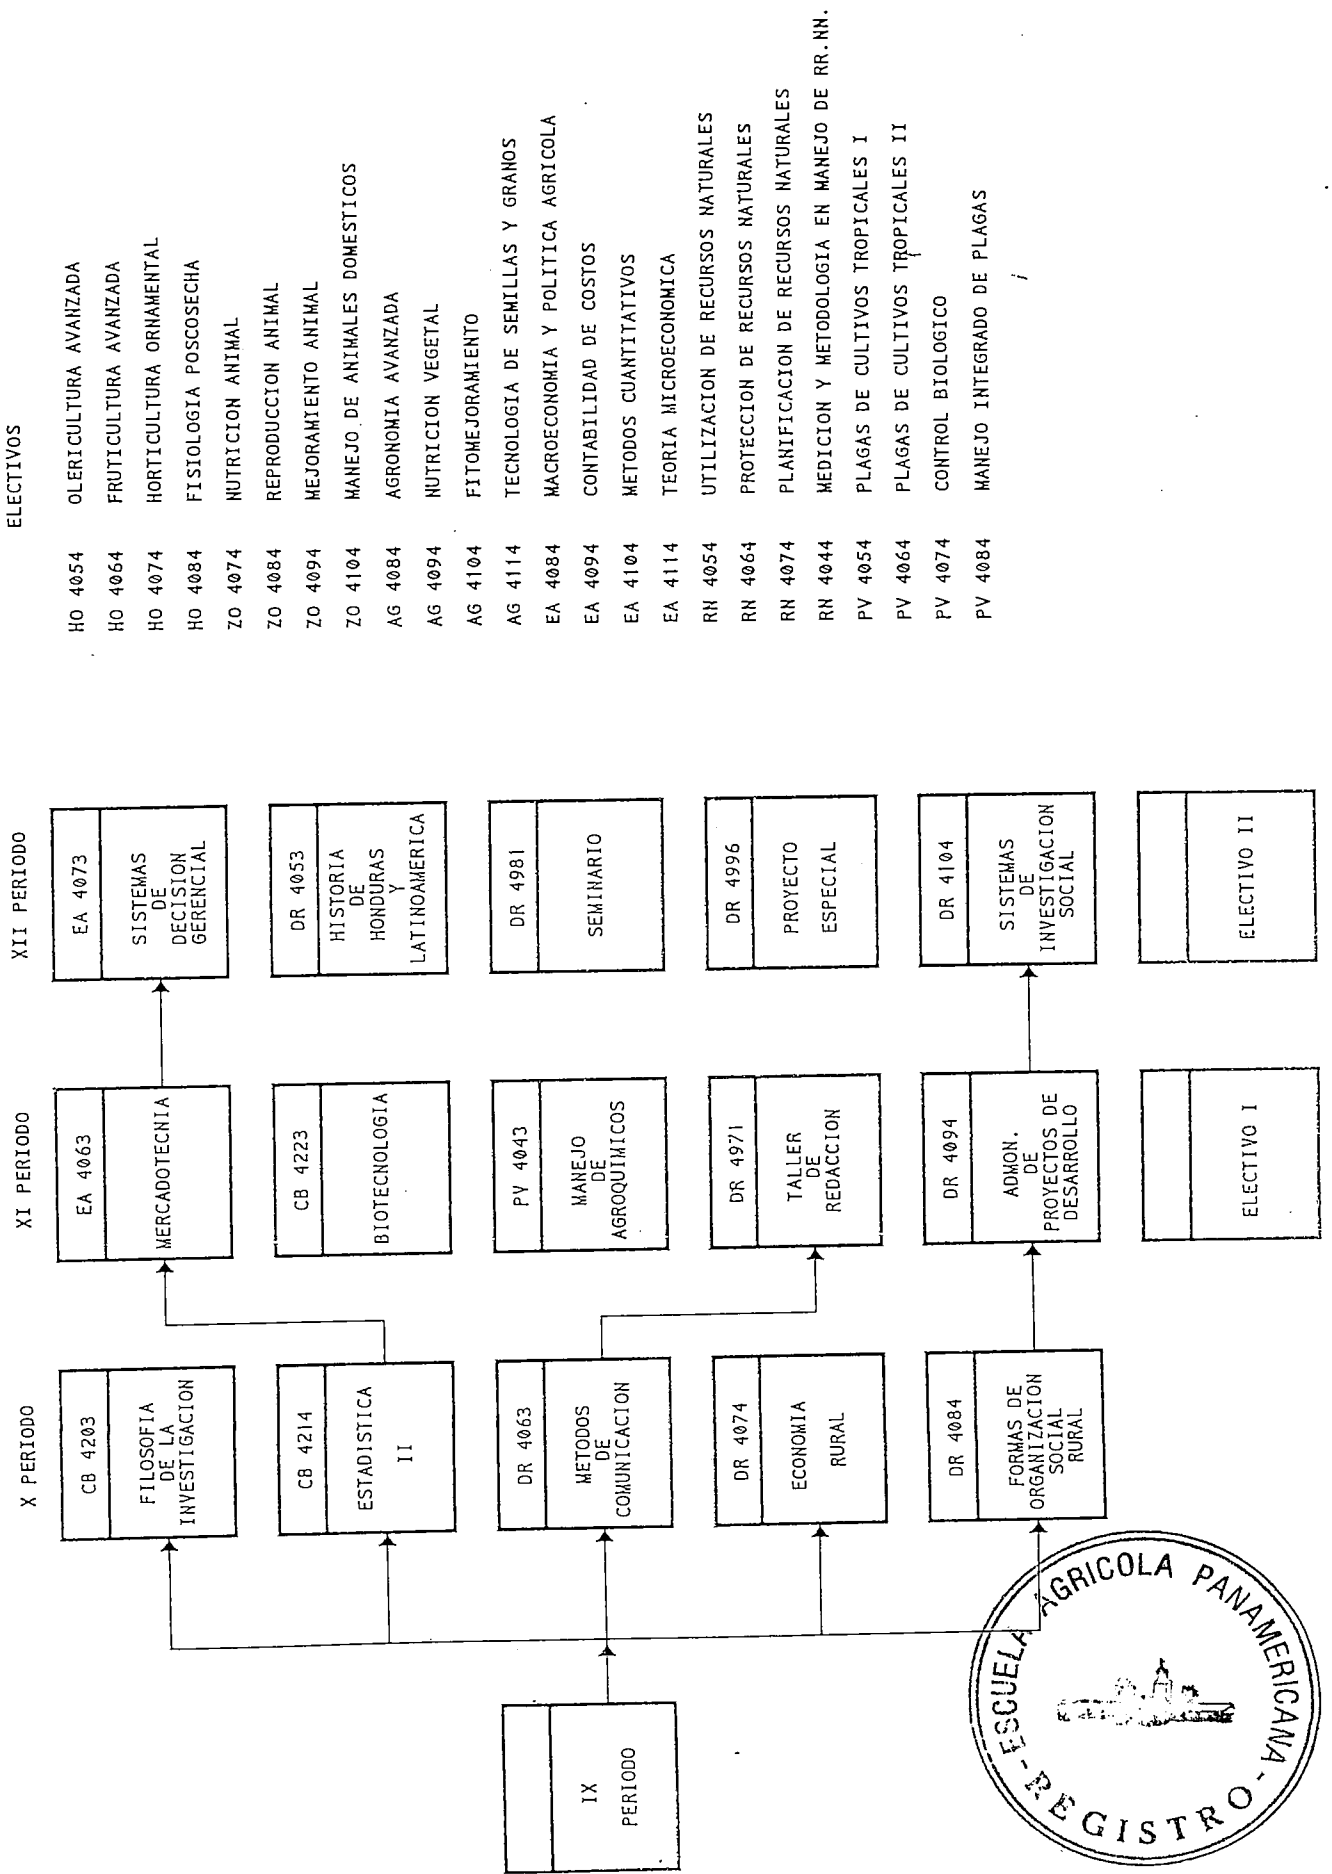 X PERIODO
XI PERIODO
XII PERIODO
ELECTIVOS
IX
PERIODO
CB 4203
FILOSOFIA
DE LA
INVESTIGACION
CB 4214
ESTADISTICA
II
DR 4063
METODOS
DE
COMUNICACION
DR 4074
ECONOMIA
RURAL
DR 4084
FORMAS DE
ORGANIZACION
SOCIAL
RURAL
EA 4063
MERCADOTECNIA
CB 4223
BIOTECNOLOGIA
PV 4043
MANEJO
DE
AGROQUIMICOS
DR 4971
TALLER
DE
REDACCION
DR 4094
ADMON.
DE
PROYECTOS DE
DESARROLLO
ELECTIVO I
EA 4073
SISTEMAS
DE
DECISION
GERENCIAL
DR 4053
HISTORIA
DE
HONDURAS
Y
LATINOAMERICA
DR 4981
SEMINARIO
DR 4996
PROYECTO
ESPECIAL
DR 4104
SISTEMAS
DE
INVESTIGACION
SOCIAL
ELECTIVO II
HO 4054 OLERICULTURA AVANZADA
HO 4064 FRUTICULTURA AVANZADA
HO 4074 HORTICULTURA ORNAMENTAL
HO 4084 FISIOLOGIA POSCOSECHA
ZO 4074 NUTRICION ANIMAL
ZO 4084 REPRODUCCION ANIMAL
ZO 4094 MEJORAMIENTO ANIMAL
ZO 4104 MANEJO DE ANIMALES DOMESTICOS
AG 4084 AGRONOMIA AVANZADA
AG 4094 NUTRICION VEGETAL
AG 4104 FITOMEJORAMIENTO
AG 4114 TECNOLOGIA DE SEMILLAS Y GRANOS
EA 4084 MACROECONOMIA Y POLITICA AGRICOLA
EA 4094 CONTABILIDAD DE COSTOS
EA 4104 METODOS CUANTITATIVOS
EA 4114 TEORIA MICROECONOMICA
RN 4054 UTILIZACION DE RECURSOS NATURALES
RN 4064 PROTECCION DE RECURSOS NATURALES
RN 4074 PLANIFICACION DE RECURSOS NATURALES
RN 4044 MEDICION Y METODOLOGIA EN MANEJO DE RR.NN.
PV 4054 PLAGAS DE CULTIVOS TROPICALES I
PV 4064 PLAGAS DE CULTIVOS TROPICALES II
PV 4074 CONTROL BIOLOGICO
PV 4084 MANEJO INTEGRADO DE PLAGAS
ESCUELA AGRICOLA PANAMERICANA
- REGISTRO -